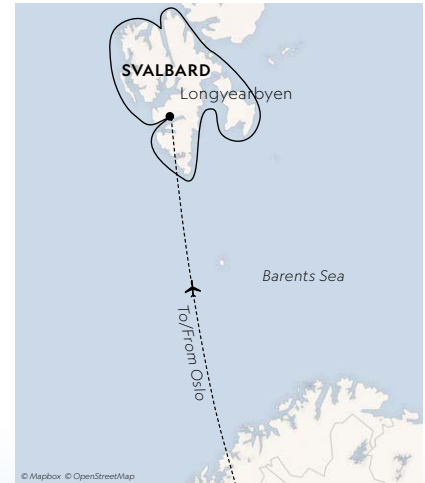 SVALBARD
Longyearbyen
Barents Sea
To/From Oslo
© Mapbox © OpenStreetMap